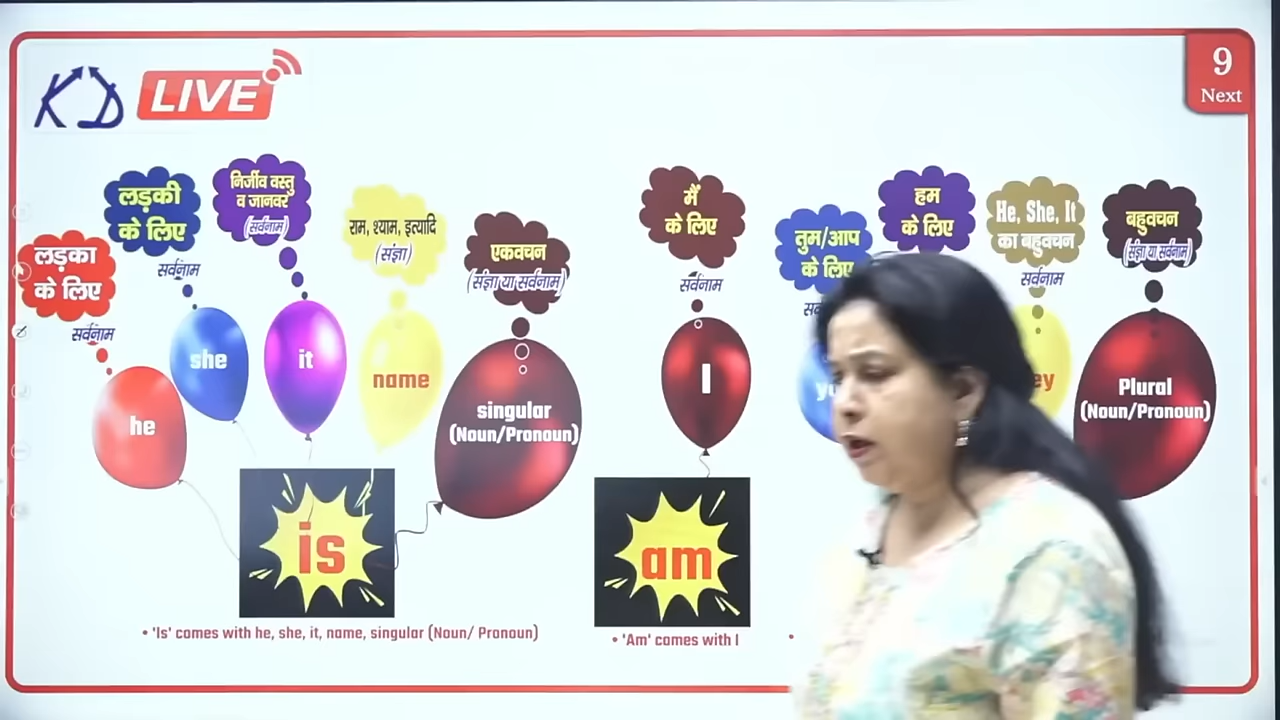 KD
LIVE
9
Next
लड़का
के लिए
सर्वनाम
he
लड़की
के लिए
सर्वनाम
she
निर्जीव वस्तु
व जानवर
(सर्वनाम)
it
राम, श्याम, इत्यादि
(संज्ञा)
name
एकवचन
(संज्ञा या सर्वनाम)
singular
(Noun/Pronoun)
is
• 'Is' comes with he, she, it, name, singular (Noun/ Pronoun)
मैं
के लिए
सर्वनाम
I
am
• 'Am' comes with I
तुम/आप
के लिए
हम
के लिए
He, She, It
का बहुवचन
सर्वनाम
बहुवचन
(संज्ञा या सर्वनाम)
Plural
(Noun/Pronoun)
•